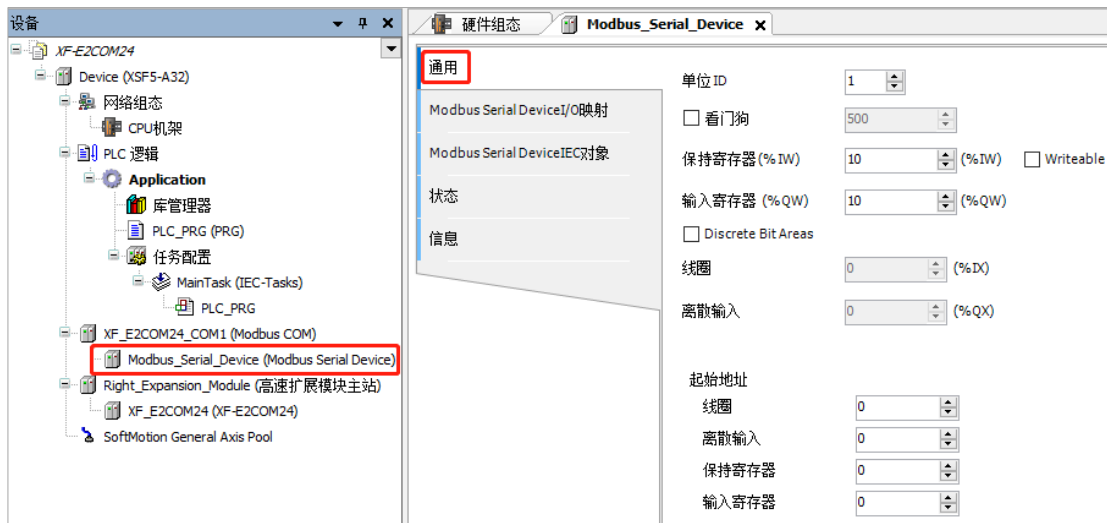 设备
XF-E2COM24
Device (XSF5-A32)
网络组态
CPU机架
PLC 逻辑
Application
库管理器
PLC_PRG (PRG)
任务配置
MainTask (IEC-Tasks)
PLC_PRG
XF_E2COM24_COM1 (Modbus COM)
Modbus_Serial_Device (Modbus Serial Device)
Right_Expansion_Module (高速扩展模块主站)
XF_E2COM24 (XF-E2COM24)
SoftMotion General Axis Pool
硬件组态 Modbus_Serial_Device
通用
Modbus Serial DeviceI/O映射
Modbus Serial DeviceIEC对象
状态
信息
单位ID 1
看门狗 500
保持寄存器(%IW) 10 (%IW) Writeable
输入寄存器 (%QW) 10 (%QW)
Discrete Bit Areas
线圈 0 (%IX)
离散输入 0 (%QX)
起始地址
线圈 0
离散输入 0
保持寄存器 0
输入寄存器 0